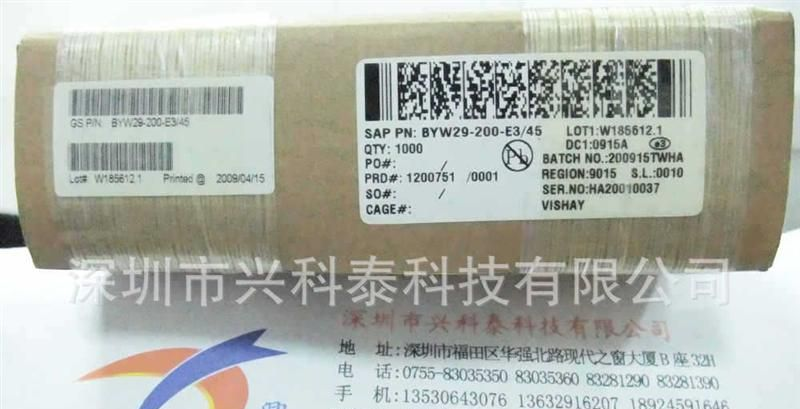 GS P/N: BYW29-200-E3/45
Lot# W185612.1 Printed @ 2009/04/15
SAP PN: BYW29-200-E3/45 LOT1:W185612.1
QTY: 1000 DC1:0915A e3
PO#: / BATCH NO.:200915TWHA
PRD#: 1200751 /0001 REGION:9015 S.L.:0010
SO#: / SER.NO:HA20010037
CAGE#: VISHAY
Pb
深圳市兴科泰科技有限公司
深圳市兴科泰科技有限公司
地 址: 深圳市福田区华强北路现代之窗大厦B座32H
电 话: 0755-83035350 83035360 83281290 83281390
手 机: 13530643076 13632916207 18924591646